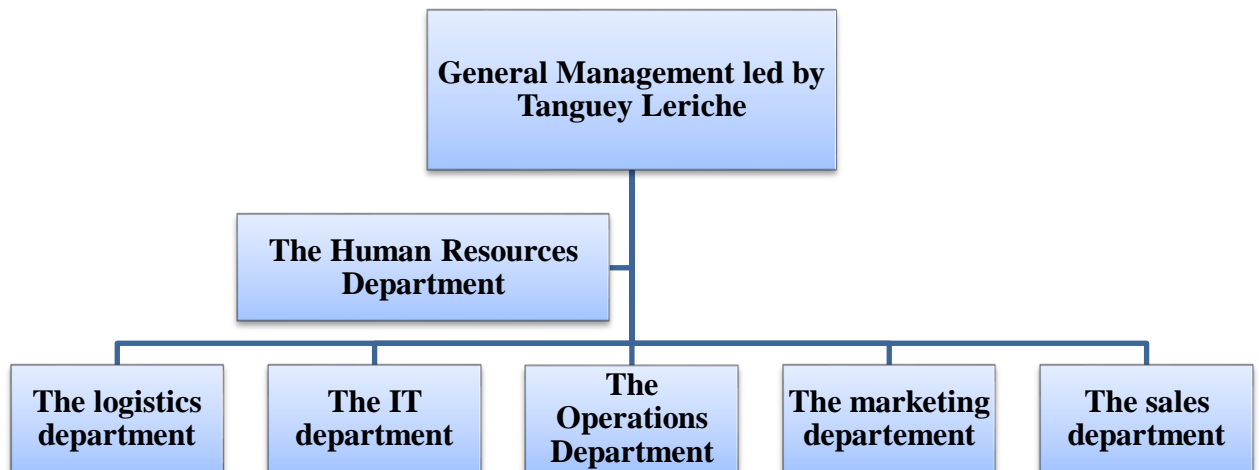 General Management led by
Tanguey Leriche
The Human Resources
Department
The logistics
department
The IT
department
The
Operations
Department
The marketing
departement
The sales
department